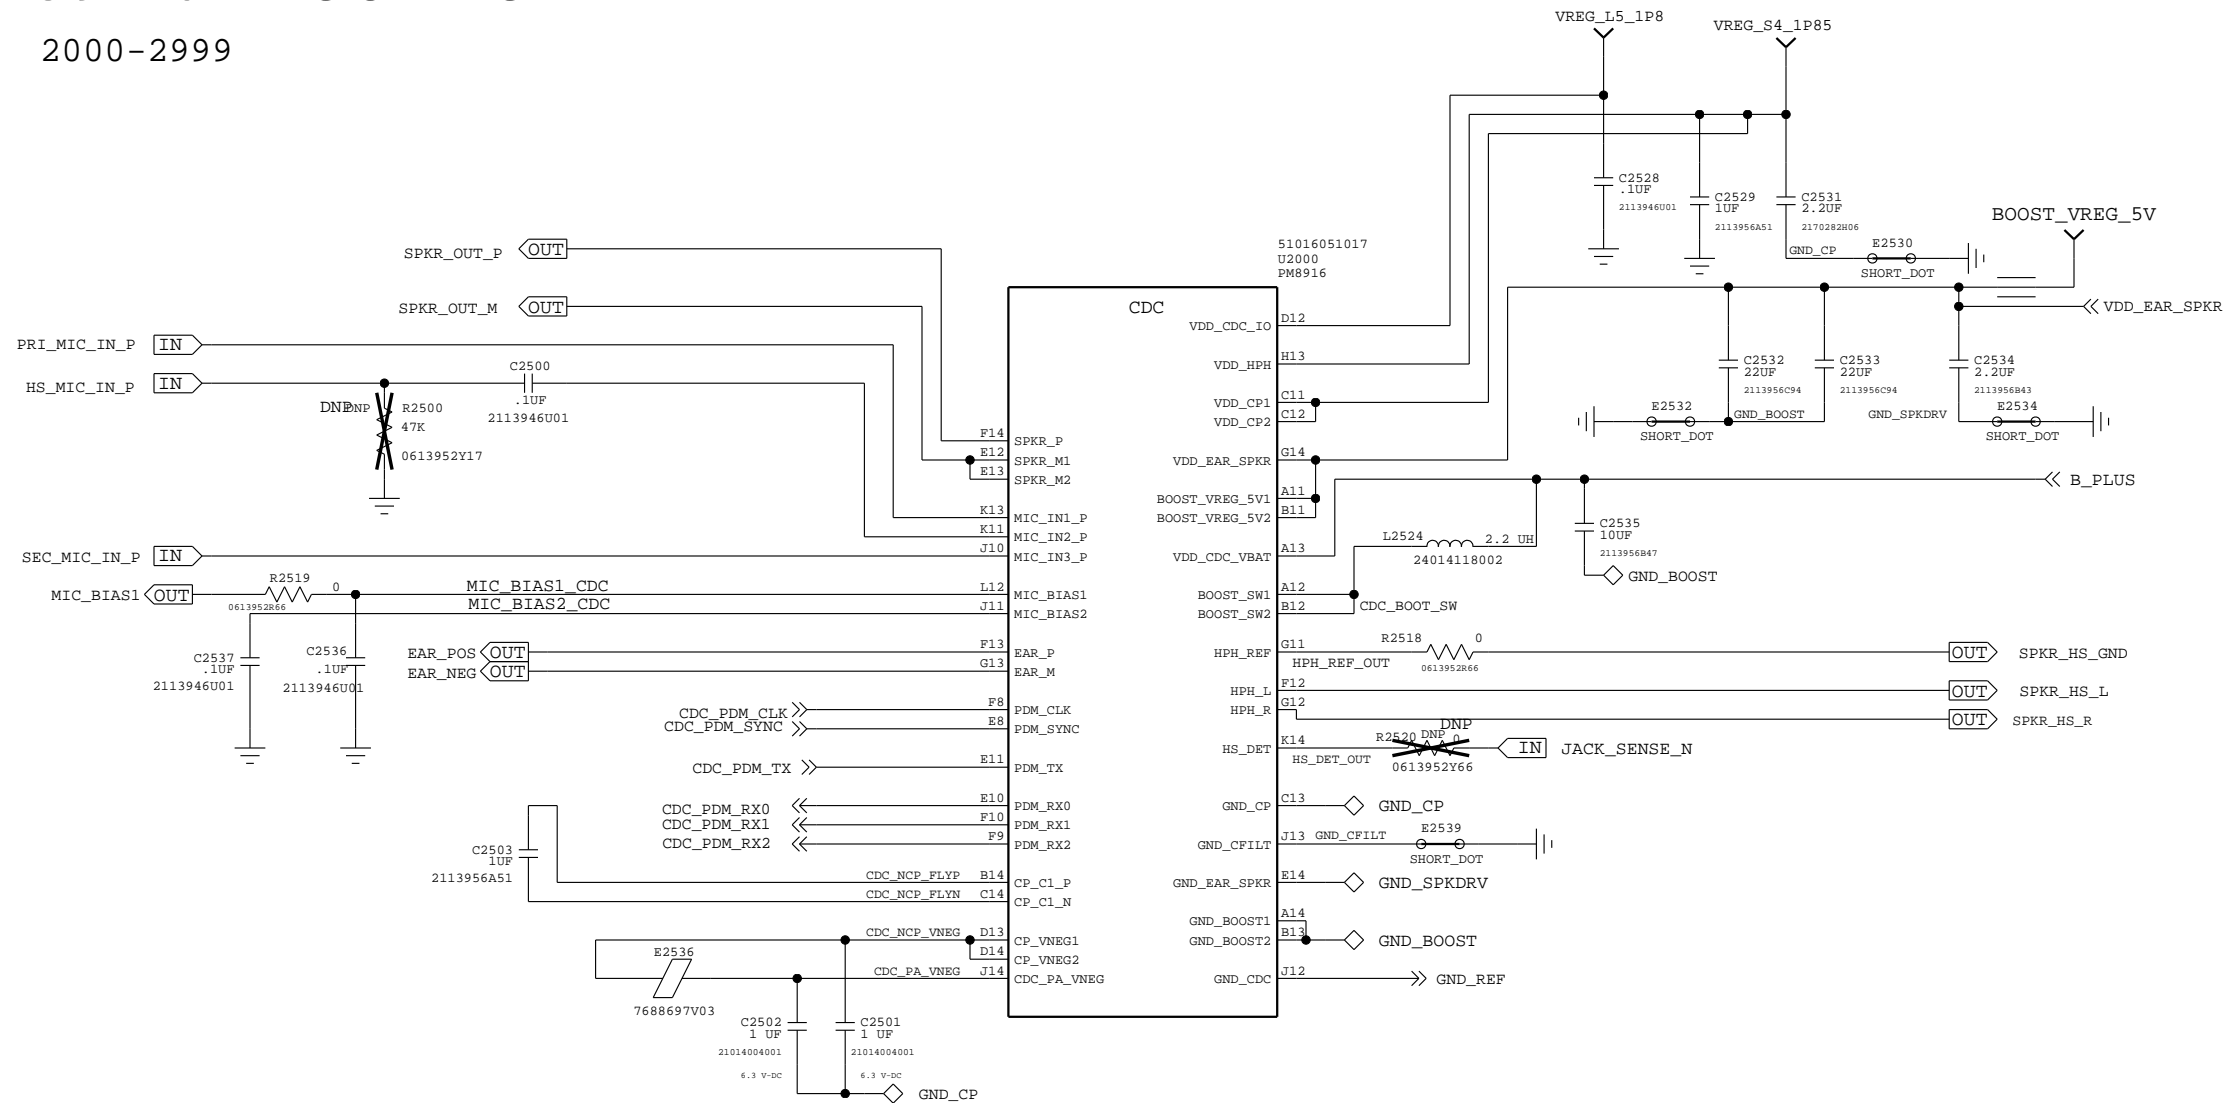 2000-2999
VREG_L5_1P8
VREG_S4_1P85
C2528
.1UF
2113946U01
C2529
1UF
2113956A51
C2531
2.2UF
2170282H06
BOOST_VREG_5V
GND_CP
E2530
SHORT_DOT
VDD_EAR_SPKR
C2532
22UF
2113956C94
C2533
22UF
2113956C94
C2534
2.2UF
2113956B43
E2532
SHORT_DOT
GND_BOOST
GND_SPKDRV
E2534
SHORT_DOT
B_PLUS
C2535
10UF
2113956B47
GND_BOOST
L2524
2.2 UH
24014118002
CDC_BOOT_SW
SPKR_OUT_P
OUT
SPKR_OUT_M
OUT
PRI_MIC_IN_P
IN
HS_MIC_IN_P
IN
C2500
.1UF
2113946U01
DNP
DNP
R2500
47K
0613952Y17
SEC_MIC_IN_P
IN
MIC_BIAS1
OUT
R2519
0
0613952R66
MIC_BIAS1_CDC
MIC_BIAS2_CDC
C2537
.1UF
2113946U01
C2536
.1UF
2113946U01
EAR_POS
OUT
EAR_NEG
OUT
CDC_PDM_CLK
CDC_PDM_SYNC
CDC_PDM_TX
CDC_PDM_RX0
CDC_PDM_RX1
CDC_PDM_RX2
C2503
1UF
2113956A51
CDC_NCP_FLYP
CDC_NCP_FLYN
CDC_NCP_VNEG
CDC_PA_VNEG
E2536
7688697V03
C2502
1 UF
21014004001
6.3 V-DC
C2501
1 UF
21014004001
6.3 V-DC
GND_CP
51016051017
U2000
PM8916
CDC
F14 SPKR_P
E12 SPKR_M1
E13 SPKR_M2
K13 MIC_IN1_P
K11 MIC_IN2_P
J10 MIC_IN3_P
L12 MIC_BIAS1
J11 MIC_BIAS2
F13 EAR_P
G13 EAR_M
F8 PDM_CLK
E8 PDM_SYNC
E11 PDM_TX
E10 PDM_RX0
F10 PDM_RX1
F9 PDM_RX2
B14 CP_C1_P
C14 CP_C1_N
D13 CP_VNEG1
D14 CP_VNEG2
J14 CDC_PA_VNEG
VDD_CDC_IO D12
VDD_HPH H13
VDD_CP1 C11
VDD_CP2 C12
VDD_EAR_SPKR G14
BOOST_VREG_5V1 A11
BOOST_VREG_5V2 B11
VDD_CDC_VBAT A13
BOOST_SW1 A12
BOOST_SW2 B12
HPH_REF G11
HPH_L F12
HPH_R G12
HS_DET K14
GND_CP C13
GND_CFILT J13
GND_EAR_SPKR E14
GND_BOOST1 A14
GND_BOOST2 B13
GND_CDC J12
HPH_REF_OUT
R2518
0
0613952R66
OUT
SPKR_HS_GND
OUT
SPKR_HS_L
OUT
SPKR_HS_R
DNP
R2520
DNP
0
0613952Y66
HS_DET_OUT
IN
JACK_SENSE_N
GND_CP
GND_CFILT
E2539
SHORT_DOT
GND_SPKDRV
GND_BOOST
GND_REF